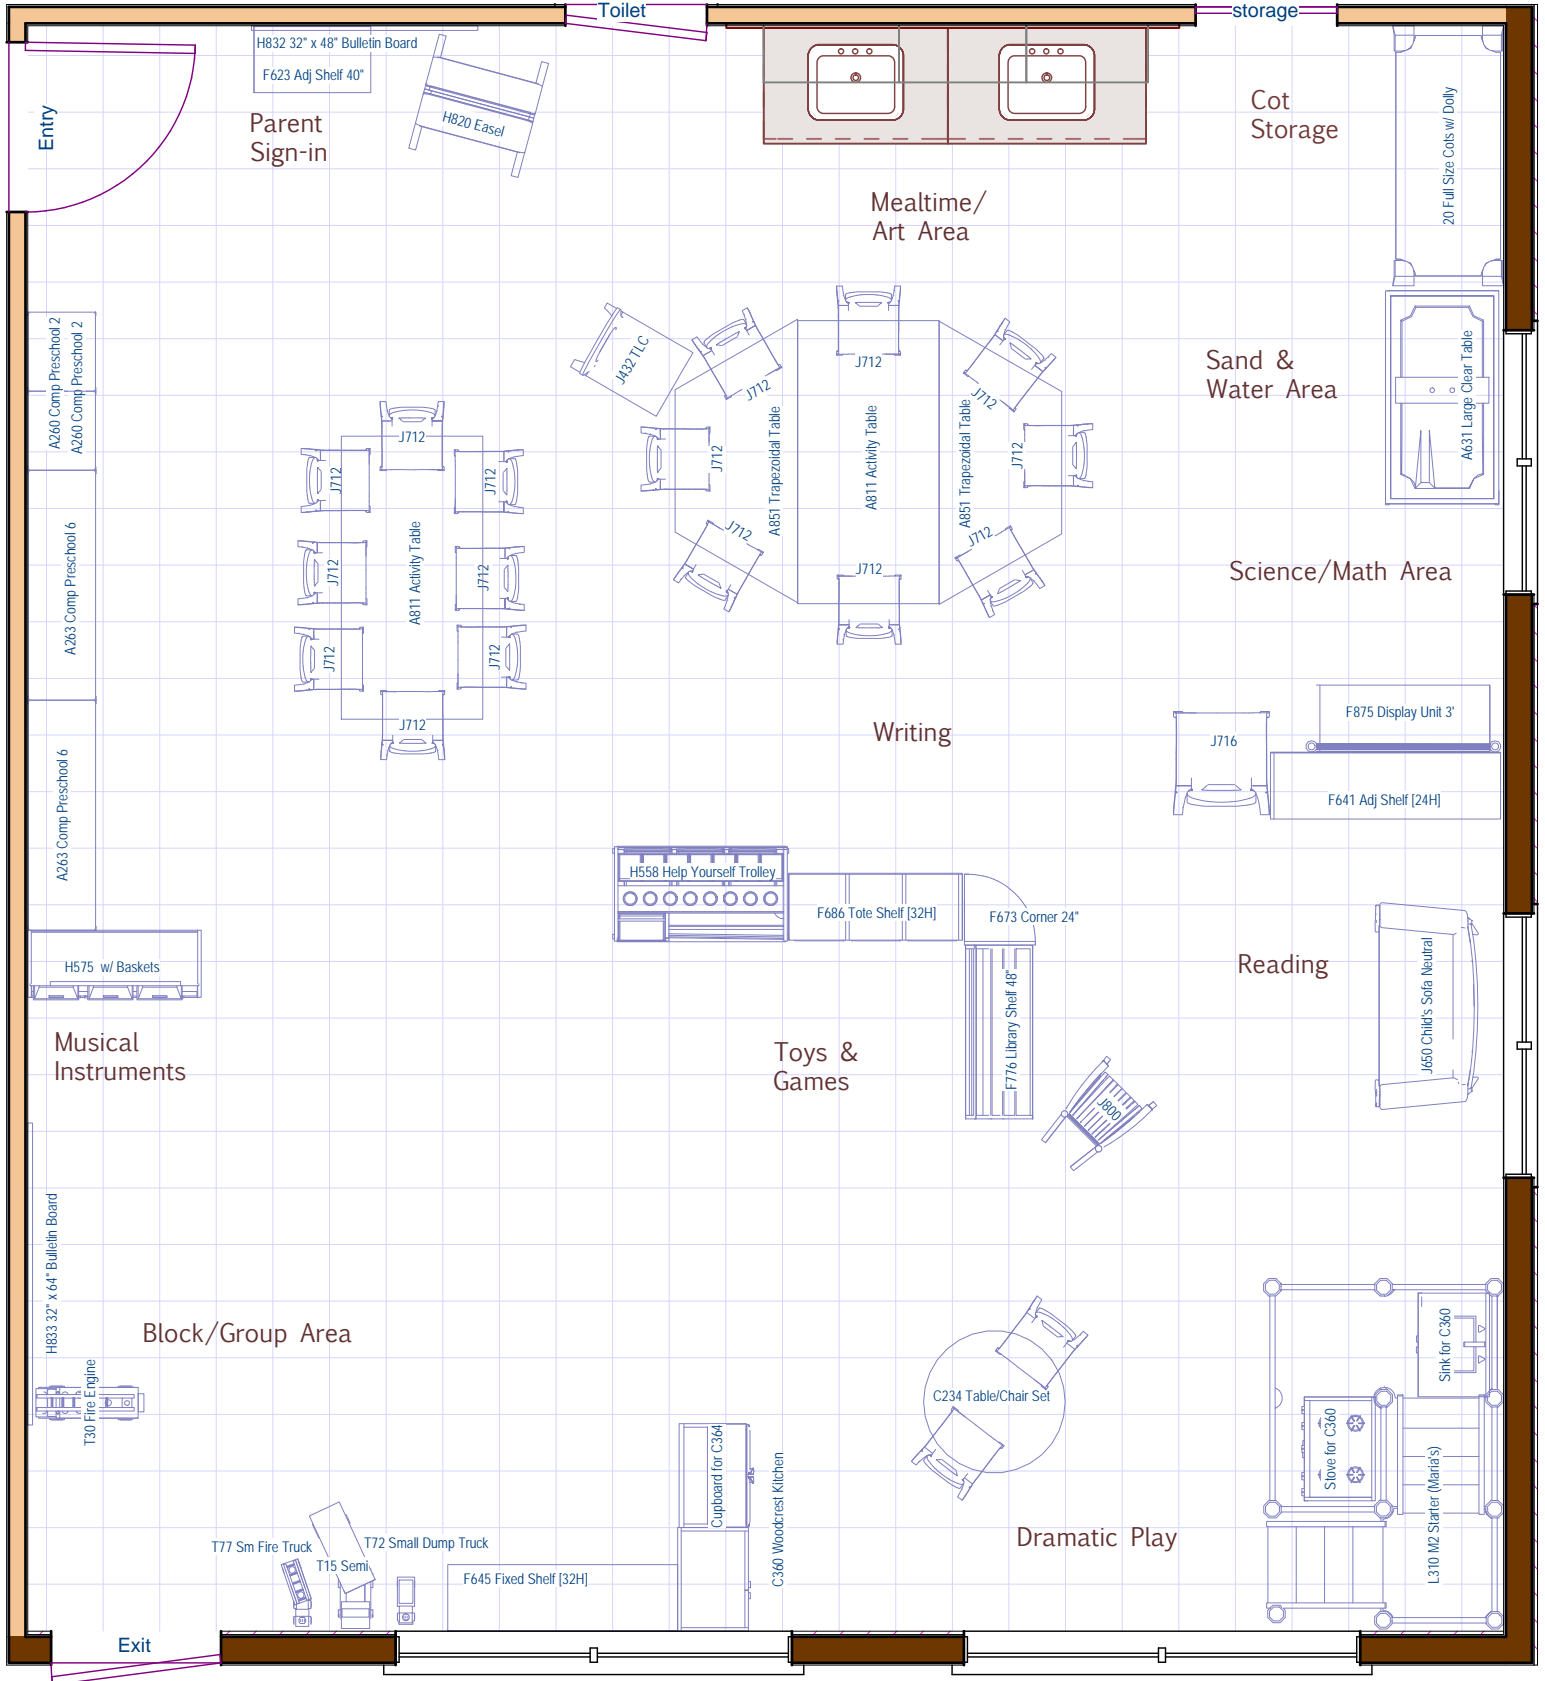 Toilet
storage
H832 32" x 48" Bulletin Board
F623 Adj Shelf 40"
H820 Easel
Entry
Parent
Sign-in
Cot
Storage
20 Full Size Cots w/ Dolly
Mealtime/
Art Area
A260 Comp Preschool 2
A260 Comp Preschool 2
J432 TLC
J712
J712
J712
Sand &
Water Area
A631 Large Clear Table
J712
J712
J712
A811 Activity Table
J712
J712
J712
J712
J712
J712
J712
A851 Trapezoidal Table
A811 Activity Table
A851 Trapezoidal Table
J712
J712
J712
Science/Math Area
A263 Comp Preschool 6
A263 Comp Preschool 6
Writing
J716
F875 Display Unit 3'
F641 Adj Shelf [24H]
H558 Help Yourself Trolley
F686 Tote Shelf [32H]
F673 Corner 24"
F776 Library Shelf 48"
H575 w/ Baskets
Reading
J650 Child's Sofa Neutral
Musical
Instruments
Toys &
Games
J800
H833 32" x 64" Bulletin Board
Block/Group Area
T30 Fire Engine
C234 Table/Chair Set
Sink for C360
Stove for C360
L310 M2 Starter (Maria's)
Cupboard for C364
C360 Woodcrest Kitchen
Dramatic Play
T77 Sm Fire Truck
T15 Semi
T72 Small Dump Truck
F645 Fixed Shelf [32H]
Exit